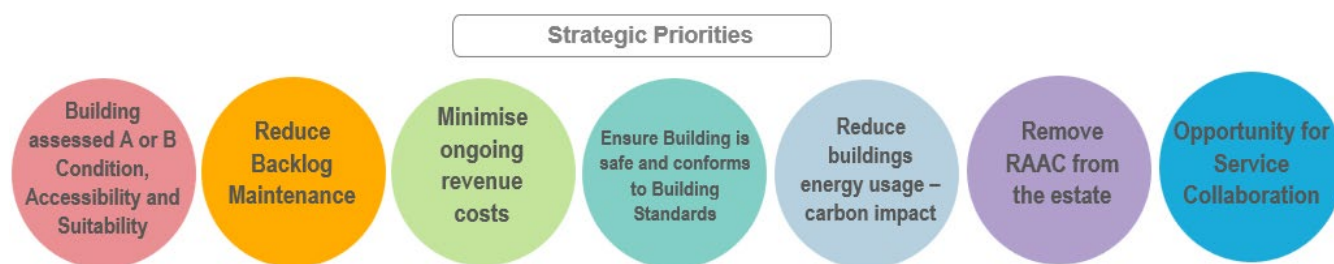 Strategic Priorities
Building
assessed A or B
Condition,
Accessibility and
Suitability
Reduce
Backlog
Maintenance
Minimise
ongoing
revenue
costs
Ensure Building is
safe and conforms
to Building
Standards
Reduce
buildings
energy usage –
carbon impact
Remove
RAAC from
the estate
Opportunity for
Service
Collaboration